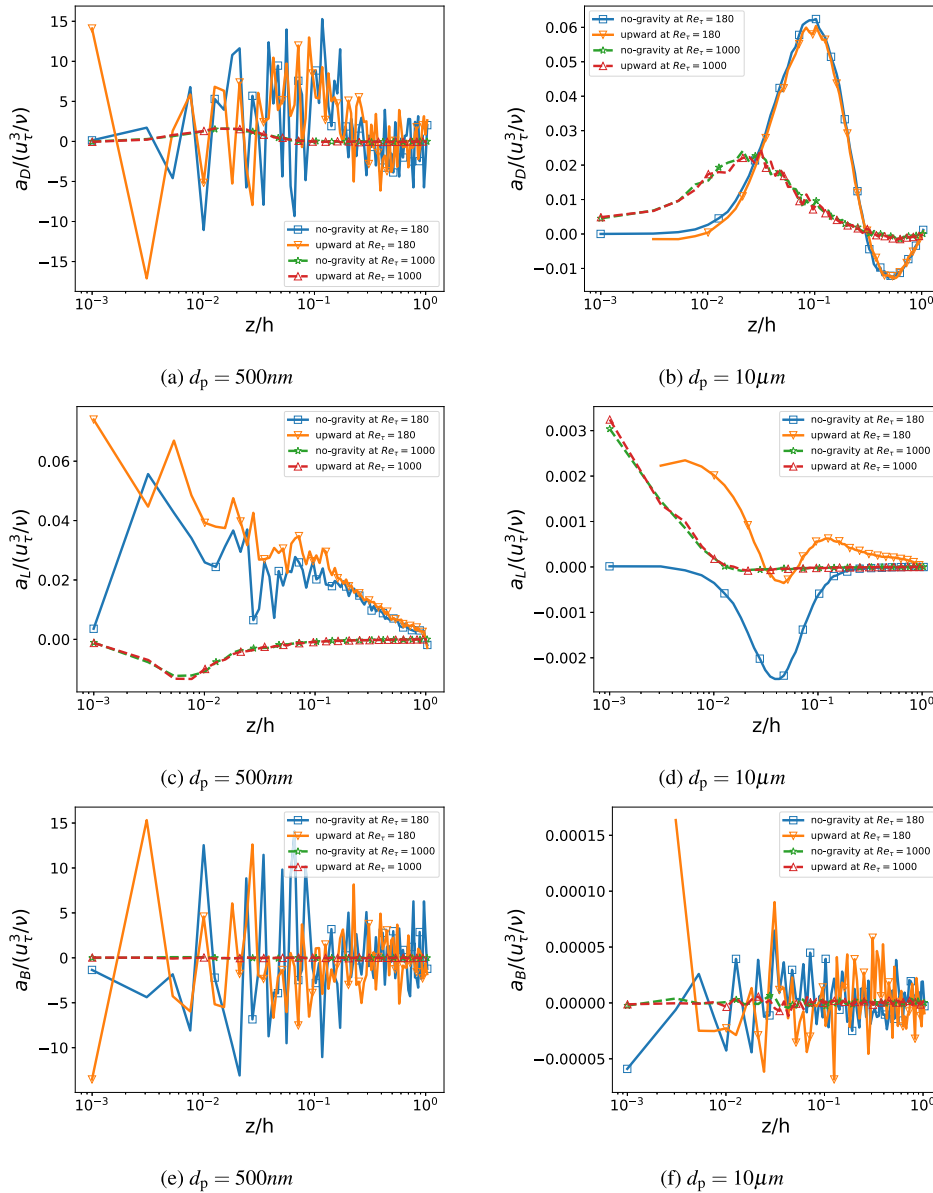 a_D/(u_τ^3/ν)
15
10
5
0
−5
−10
−15
no-gravity at Re_τ = 180
upward at Re_τ = 180
no-gravity at Re_τ = 1000
upward at Re_τ = 1000
10^−3 10^−2 10^−1 10^0
z/h
(a) d_p = 500nm
a_D/(u_τ^3/ν)
0.06
0.05
0.04
0.03
0.02
0.01
0.00
−0.01
no-gravity at Re_τ = 180
upward at Re_τ = 180
no-gravity at Re_τ = 1000
upward at Re_τ = 1000
10^−3 10^−2 10^−1 10^0
z/h
(b) d_p = 10μm
a_L/(u_τ^3/ν)
0.06
0.04
0.02
0.00
no-gravity at Re_τ = 180
upward at Re_τ = 180
no-gravity at Re_τ = 1000
upward at Re_τ = 1000
10^−3 10^−2 10^−1 10^0
z/h
(c) d_p = 500nm
a_L/(u_τ^3/ν)
0.003
0.002
0.001
0.000
−0.001
−0.002
no-gravity at Re_τ = 180
upward at Re_τ = 180
no-gravity at Re_τ = 1000
upward at Re_τ = 1000
10^−3 10^−2 10^−1 10^0
z/h
(d) d_p = 10μm
a_B/(u_τ^3/ν)
15
10
5
0
−5
−10
no-gravity at Re_τ = 180
upward at Re_τ = 180
no-gravity at Re_τ = 1000
upward at Re_τ = 1000
10^−3 10^−2 10^−1 10^0
z/h
(e) d_p = 500nm
a_B/(u_τ^3/ν)
0.00015
0.00010
0.00005
0.00000
−0.00005
no-gravity at Re_τ = 180
upward at Re_τ = 180
no-gravity at Re_τ = 1000
upward at Re_τ = 1000
10^−3 10^−2 10^−1 10^0
z/h
(f) d_p = 10μm